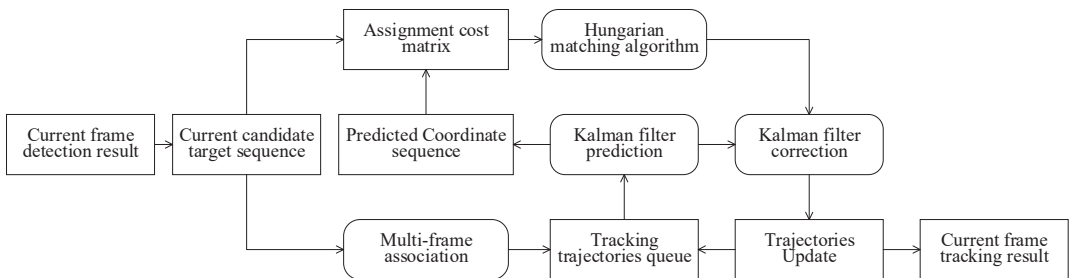 Assignment cost
matrix
Hungarian
matching algorithm
Current frame
detection result
Current candidate
target sequence
Predicted Coordinate
sequence
Kalman filter
prediction
Kalman filter
correction
Multi-frame
association
Tracking
trajectories queue
Trajectories
Update
Current frame
tracking result